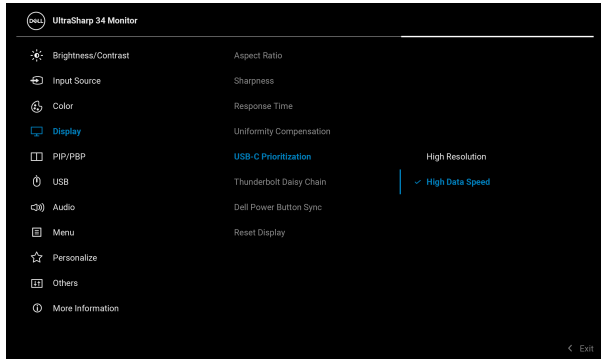 DELL UltraSharp 34 Monitor
Brightness/Contrast
Input Source
Color
Display
PIP/PBP
USB
Audio
Menu
Personalize
Others
More Information
Aspect Ratio
Sharpness
Response Time
Uniformity Compensation
USB-C Prioritization
Thunderbolt Daisy Chain
Dell Power Button Sync
Reset Display
High Resolution
High Data Speed
Exit